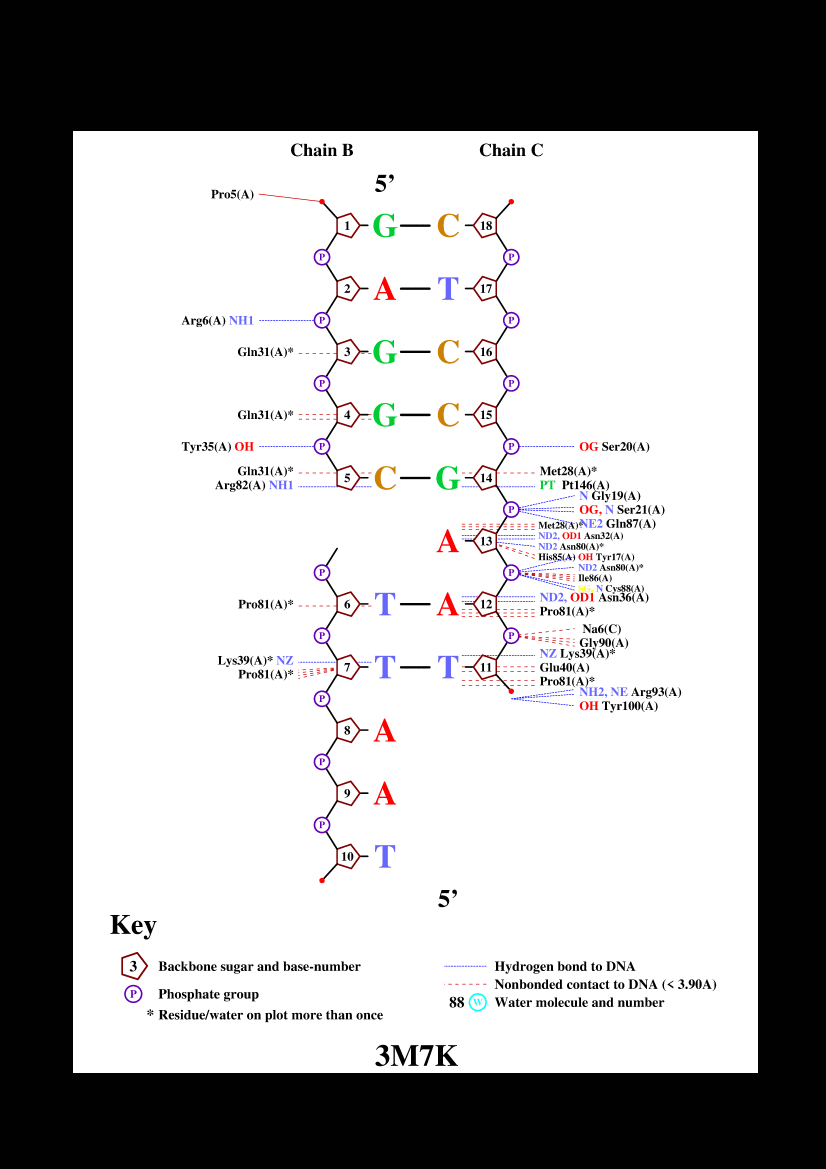 Chain B Chain C
5’
Pro5(A)
1 G C 18
P P
2 A T 17
Arg6(A) NH1 P P
Gln31(A)* 3 G C 16
P P
Gln31(A)* 4 G C 15
Tyr35(A) OH P P OG Ser20(A)
Gln31(A)* 5 C G 14 Met28(A)*
Arg82(A) NH1 PT Pt146(A)
N Gly19(A)
P OG, N Ser21(A)
NE2 Gln87(A)
Met28(A)*
A 13 ND2, OD1 Asn32(A)
ND2 Asn80(A)*
His85(A) OH Tyr17(A)
P P ND2 Asn80(A)*
Ile86(A)
N Cys88(A)
Pro81(A)* 6 T A 12 ND2, OD1 Asn36(A)
Pro81(A)*
Na6(C)
P P Gly90(A)
Lys39(A)* NZ 7 T T 11 NZ Lys39(A)*
Pro81(A)* Glu40(A)
Pro81(A)*
P NH2, NE Arg93(A)
OH Tyr100(A)
8 A
P
9 A
P
10 T
5’
Key
3 Backbone sugar and base-number
P Phosphate group
* Residue/water on plot more than once
Hydrogen bond to DNA
Nonbonded contact to DNA (< 3.90A)
88 W Water molecule and number
3M7K